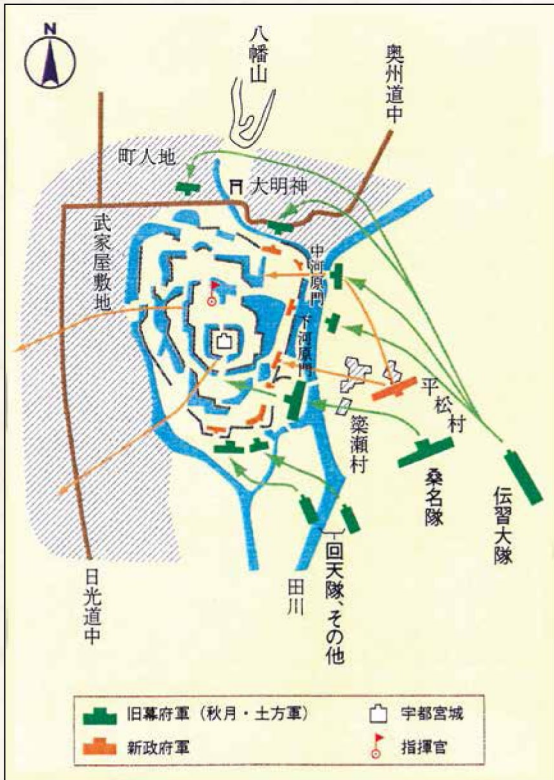 N
八幡山
奥州道中
町人地
大明神
武家屋敷地
中河原門
下河原門
平松村
簗瀬村
桑名隊
伝習大隊
回天隊、その他
田川
日光道中
旧幕府軍（秋月・土方軍）
宇都宮城
新政府軍
指揮官